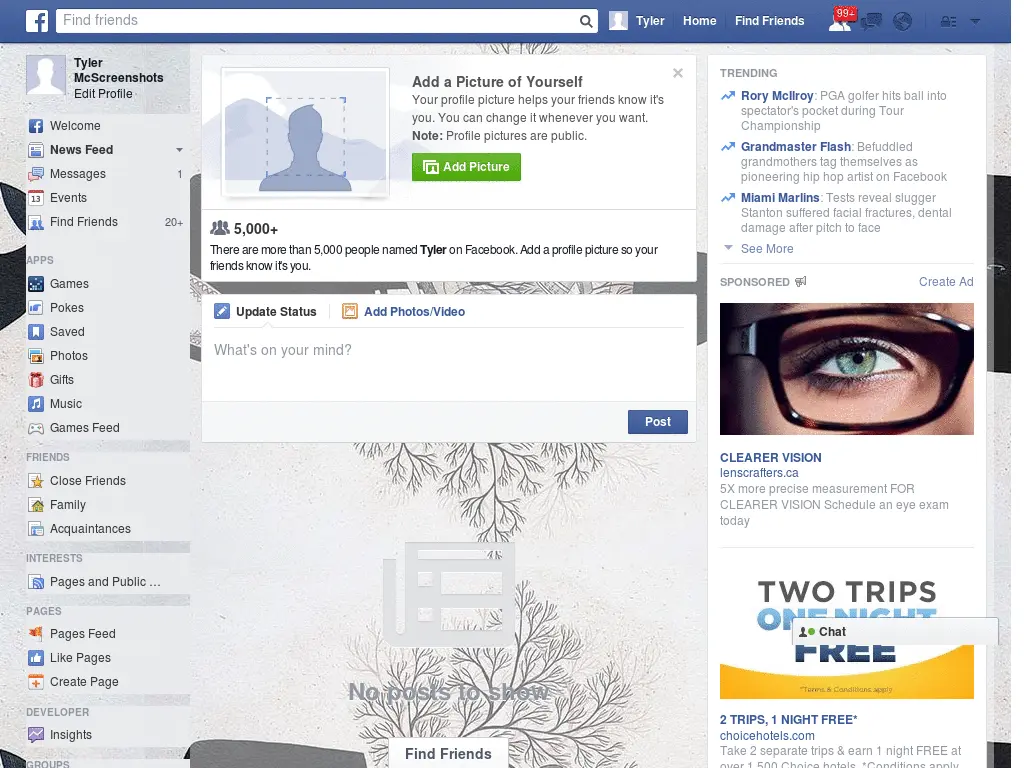 Find friends
Tyler
Home
Find Friends
99+
Tyler
McScreenshots
Edit Profile
Welcome
News Feed
Messages 1
Events
Find Friends 20+
APPS
Games
Pokes
Saved
Photos
Gifts
Music
Games Feed
FRIENDS
Close Friends
Family
Acquaintances
INTERESTS
Pages and Public ...
PAGES
Pages Feed
Like Pages
Create Page
DEVELOPER
Insights
GROUPS
Add a Picture of Yourself
Your profile picture helps your friends know it's
you. You can change it whenever you want.
Note: Profile pictures are public.
Add Picture
5,000+
There are more than 5,000 people named Tyler on Facebook. Add a profile picture so your
friends know it's you.
Update Status
Add Photos/Video
What's on your mind?
Post
No posts to show
Find Friends
TRENDING
Rory McIlroy: PGA golfer hits ball into
spectator's pocket during Tour
Championship
Grandmaster Flash: Befuddled
grandmothers tag themselves as
pioneering hip hop artist on Facebook
Miami Marlins: Tests reveal slugger
Stanton suffered facial fractures, dental
damage after pitch to face
See More
SPONSORED
Create Ad
CLEARER VISION
lenscrafters.ca
5X more precise measurement FOR
CLEARER VISION Schedule an eye exam
today
TWO TRIPS
ONE NIGHT
FREE
*Terms & Conditions apply
Chat
2 TRIPS, 1 NIGHT FREE*
choicehotels.com
Take 2 separate trips & earn 1 night FREE at
over 1,500 Choice hotels. *Conditions apply